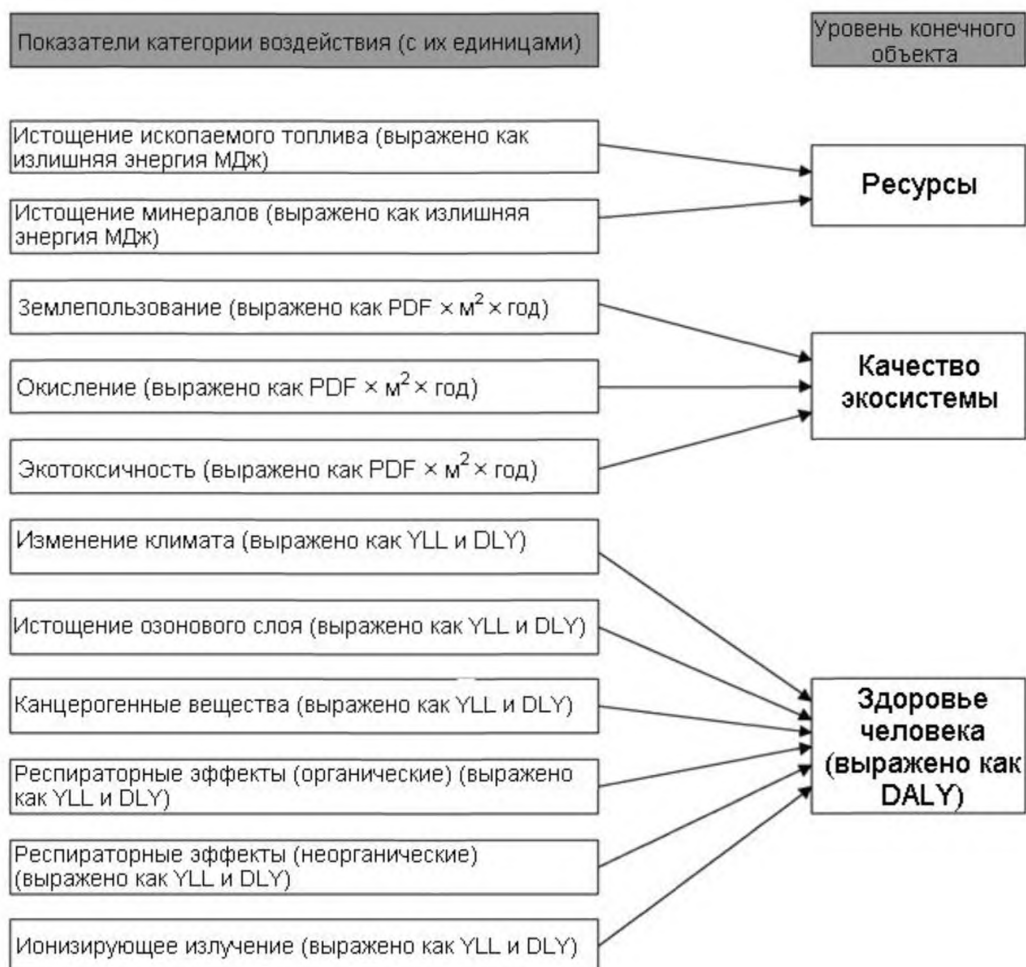 Показатели категории воздействия (с их единицами)
Уровень конечного
объекта
Истощение ископаемого топлива (выражено как
излишняя энергия МДж)
Истощение минералов (выражено как излишняя
энергия МДж)
Ресурсы
Землепользование (выражено как PDF × м² × год)
Окисление (выражено как PDF × м² × год)
Экотоксичность (выражено как PDF × м² × год)
Качество
экосистемы
Изменение климата (выражено как YLL и DLY)
Истощение озонового слоя (выражено как YLL и DLY)
Канцерогенные вещества (выражено как YLL и DLY)
Респираторные эффекты (органические) (выражено
как YLL и DLY)
Респираторные эффекты (неорганические)
(выражено как YLL и DLY)
Ионизирующее излучение (выражено как YLL и DLY)
Здоровье
человека
(выражено как
DALY)